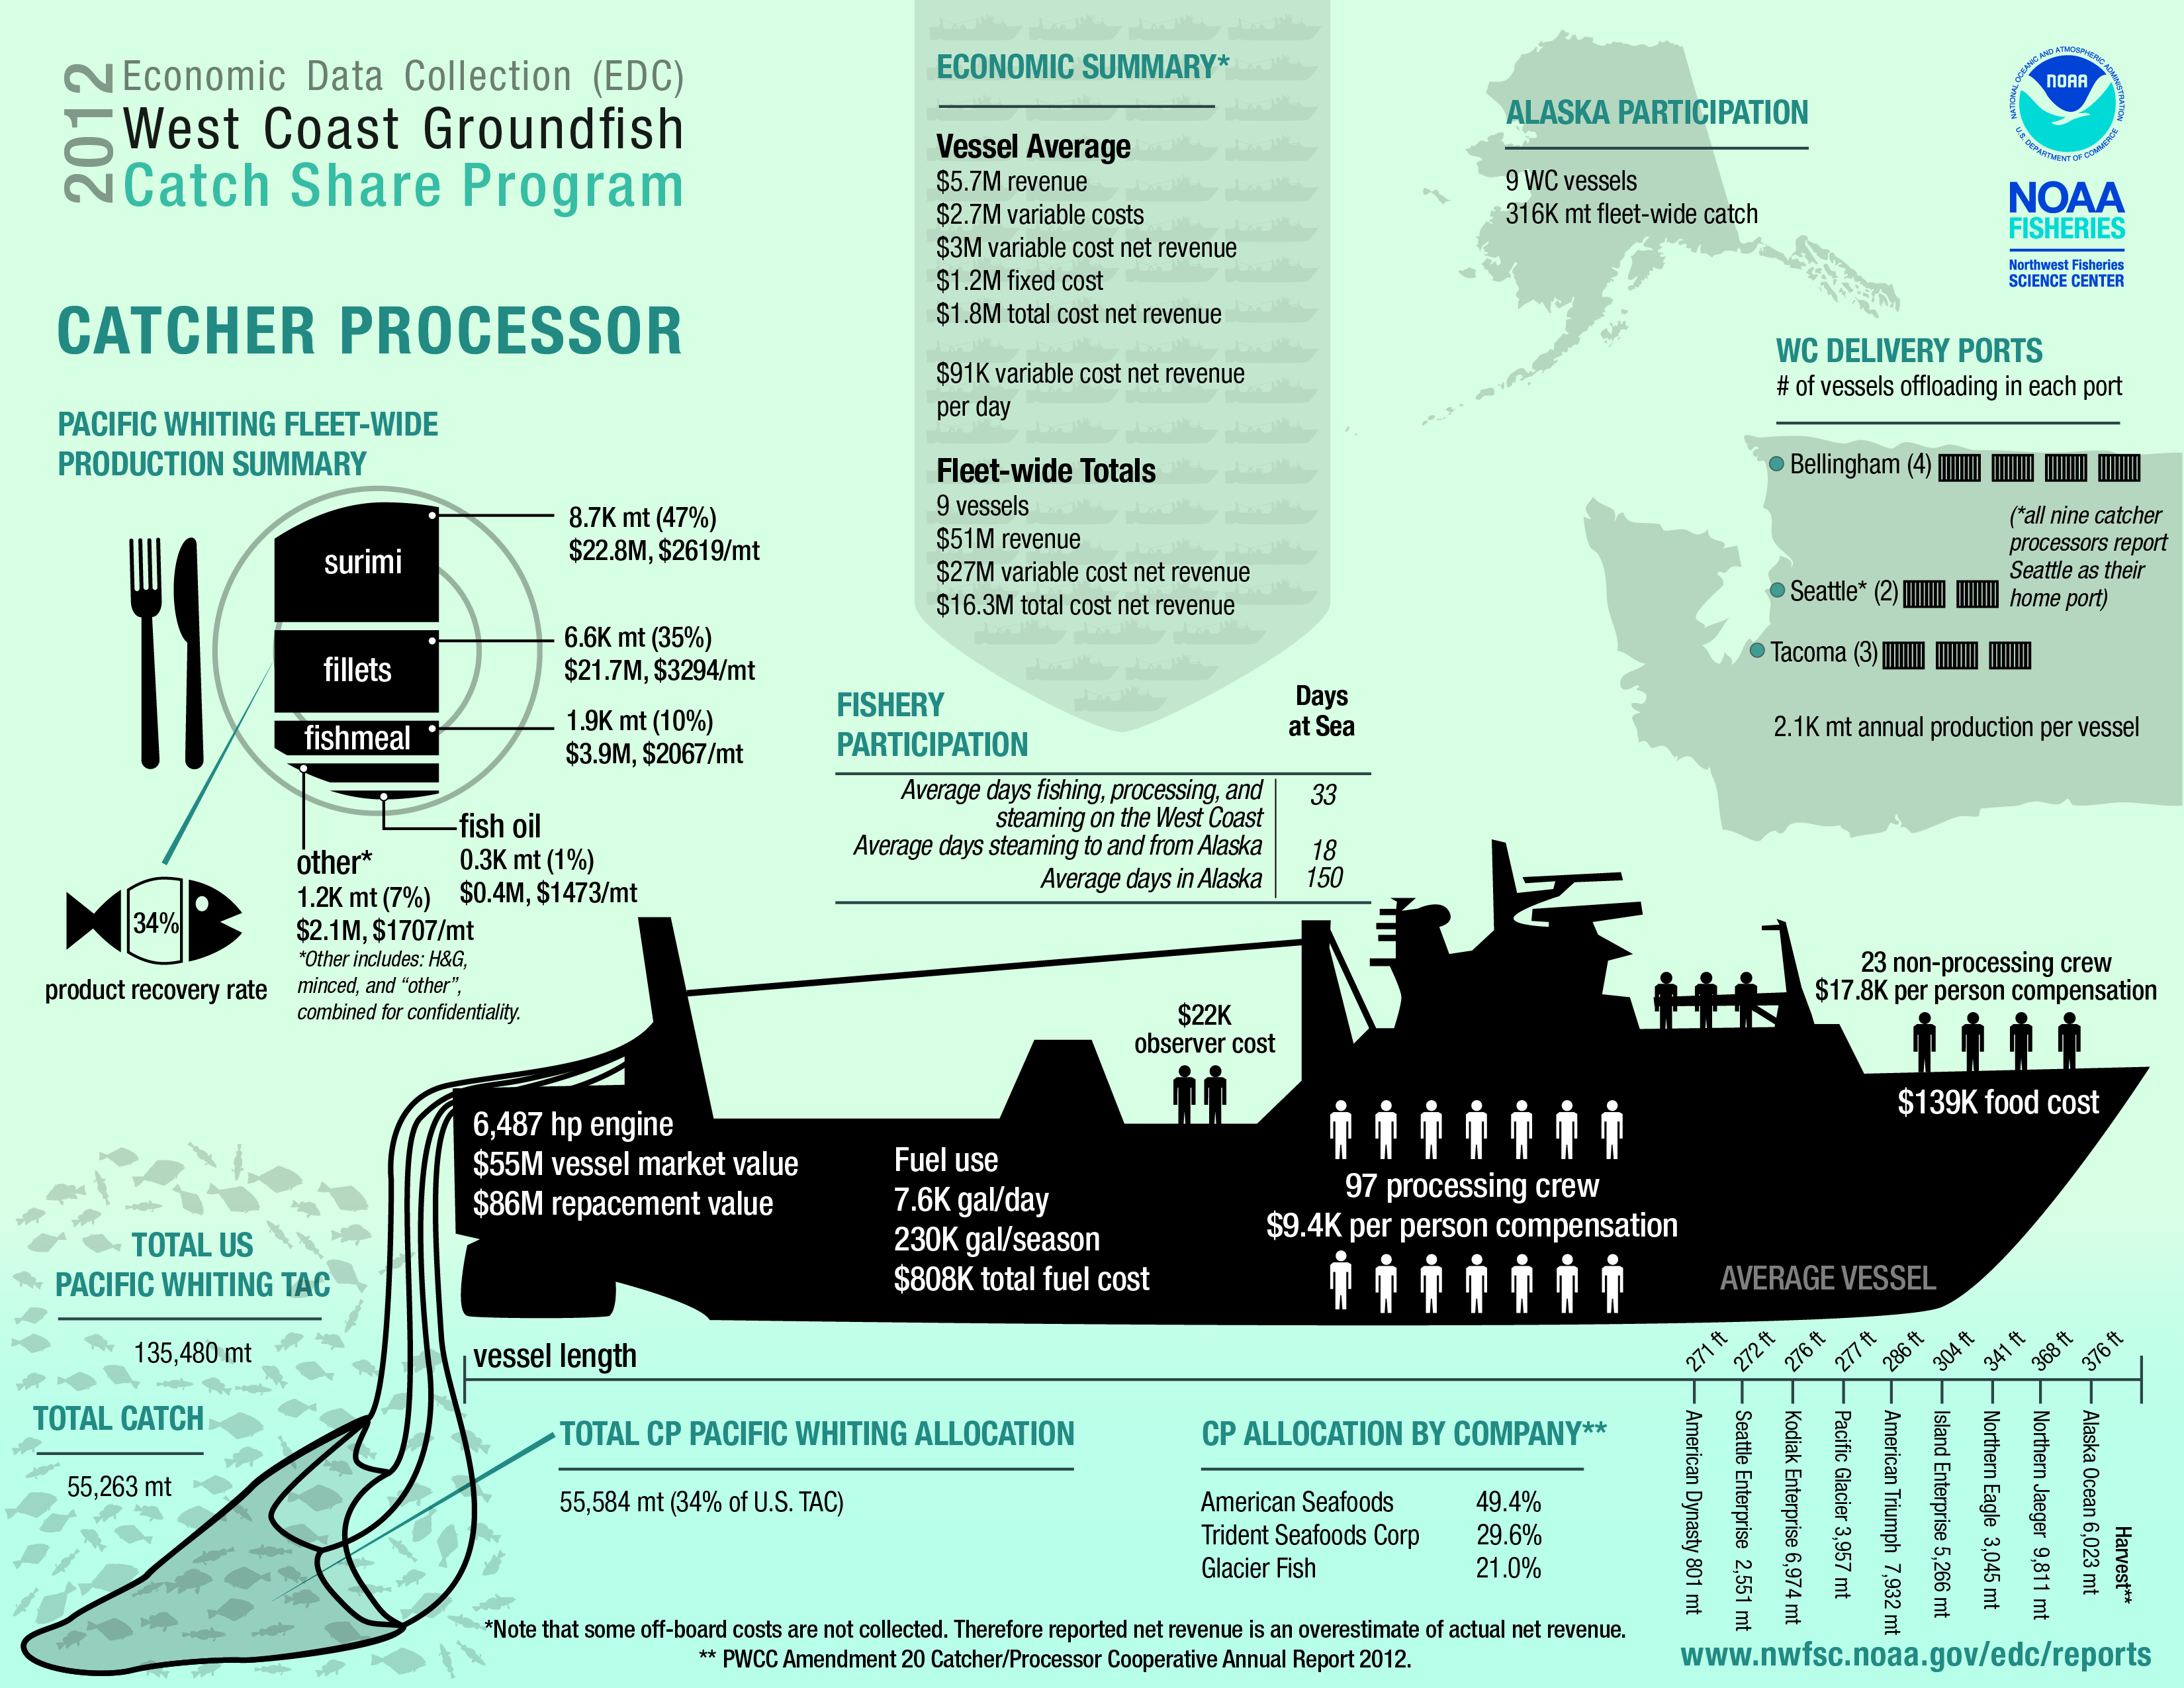 2012
Economic Data Collection (EDC)
West Coast Groundfish
Catch Share Program
CATCHER PROCESSOR
PACIFIC WHITING FLEET-WIDE
PRODUCTION SUMMARY
surimi
8.7K mt (47%)
$22.8M, $2619/mt
fillets
6.6K mt (35%)
$21.7M, $3294/mt
fishmeal
1.9K mt (10%)
$3.9M, $2067/mt
fish oil
0.3K mt (1%)
$0.4M, $1473/mt
other*
1.2K mt (7%)
$2.1M, $1707/mt
*Other includes: H&G,
minced, and “other”,
combined for confidentiality.
34%
product recovery rate
ECONOMIC SUMMARY*
Vessel Average
$5.7M revenue
$2.7M variable costs
$3M variable cost net revenue
$1.2M fixed cost
$1.8M total cost net revenue
$91K variable cost net revenue
per day
Fleet-wide Totals
9 vessels
$51M revenue
$27M variable cost net revenue
$16.3M total cost net revenue
FISHERY
PARTICIPATION
Days
at Sea
Average days fishing, processing, and
steaming on the West Coast
33
Average days steaming to and from Alaska
18
Average days in Alaska
150
ALASKA PARTICIPATION
9 WC vessels
316K mt fleet-wide catch
NATIONAL OCEANIC AND ATMOSPHERIC ADMINISTRATION
NOAA
U.S. DEPARTMENT OF COMMERCE
NOAA
FISHERIES
Northwest Fisheries
SCIENCE CENTER
WC DELIVERY PORTS
# of vessels offloading in each port
Bellingham (4)
(*all nine catcher
processors report
Seattle as their
home port)
Seattle* (2)
Tacoma (3)
2.1K mt annual production per vessel
23 non-processing crew
$17.8K per person compensation
$139K food cost
$22K
observer cost
6,487 hp engine
$55M vessel market value
$86M repacement value
Fuel use
7.6K gal/day
230K gal/season
$808K total fuel cost
97 processing crew
$9.4K per person compensation
AVERAGE VESSEL
TOTAL US
PACIFIC WHITING TAC
135,480 mt
TOTAL CATCH
55,263 mt
vessel length
271 ft
272 ft
276 ft
277 ft
286 ft
304 ft
341 ft
368 ft
376 ft
American Dynasty 801 mt
Seattle Enterprise 2,551 mt
Kodiak Enterprise 6,974 mt
Pacific Glacier 3,957 mt
American Triumph 7,932 mt
Island Enterprise 5,266 mt
Northern Eagle 3,045 mt
Northern Jaeger 9,811 mt
Alaska Ocean 6,023 mt
Harvest**
TOTAL CP PACIFIC WHITING ALLOCATION
55,584 mt (34% of U.S. TAC)
CP ALLOCATION BY COMPANY**
American Seafoods 49.4%
Trident Seafoods Corp 29.6%
Glacier Fish 21.0%
*Note that some off-board costs are not collected. Therefore reported net revenue is an overestimate of actual net revenue.
** PWCC Amendment 20 Catcher/Processor Cooperative Annual Report 2012.
www.nwfsc.noaa.gov/edc/reports